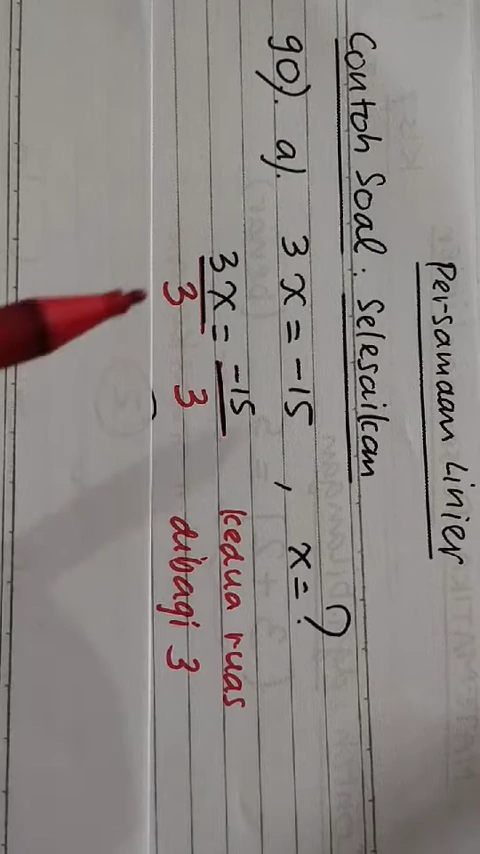 Persamaan Linier
Contoh Soal : Selesaikan
90). a). 3x = -15 , x = ?
3x = -15 kedua ruas
3 3 dibagi 3